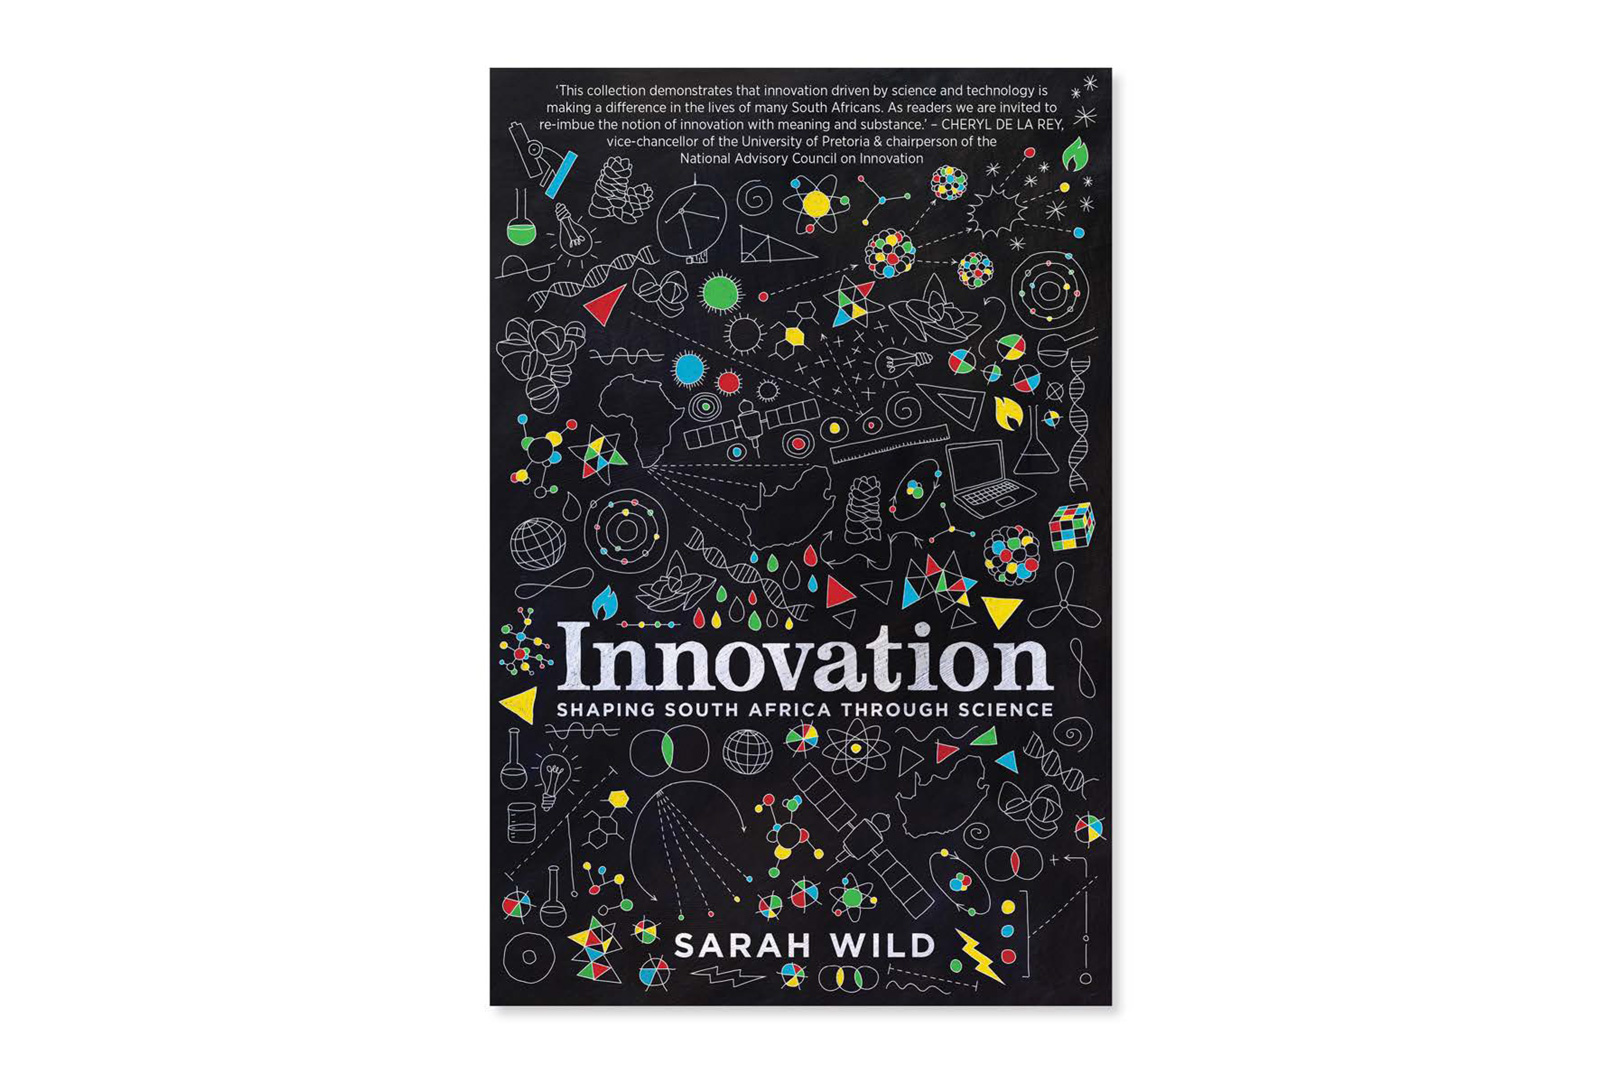 ‘This collection demonstrates that innovation driven by science and technology is
making a difference in the lives of many South Africans. As readers we are invited to
re-imbue the notion of innovation with meaning and substance.’ – CHERYL DE LA REY,
vice-chancellor of the University of Pretoria & chairperson of the
National Advisory Council on Innovation
Innovation
SHAPING SOUTH AFRICA THROUGH SCIENCE
SARAH WILD